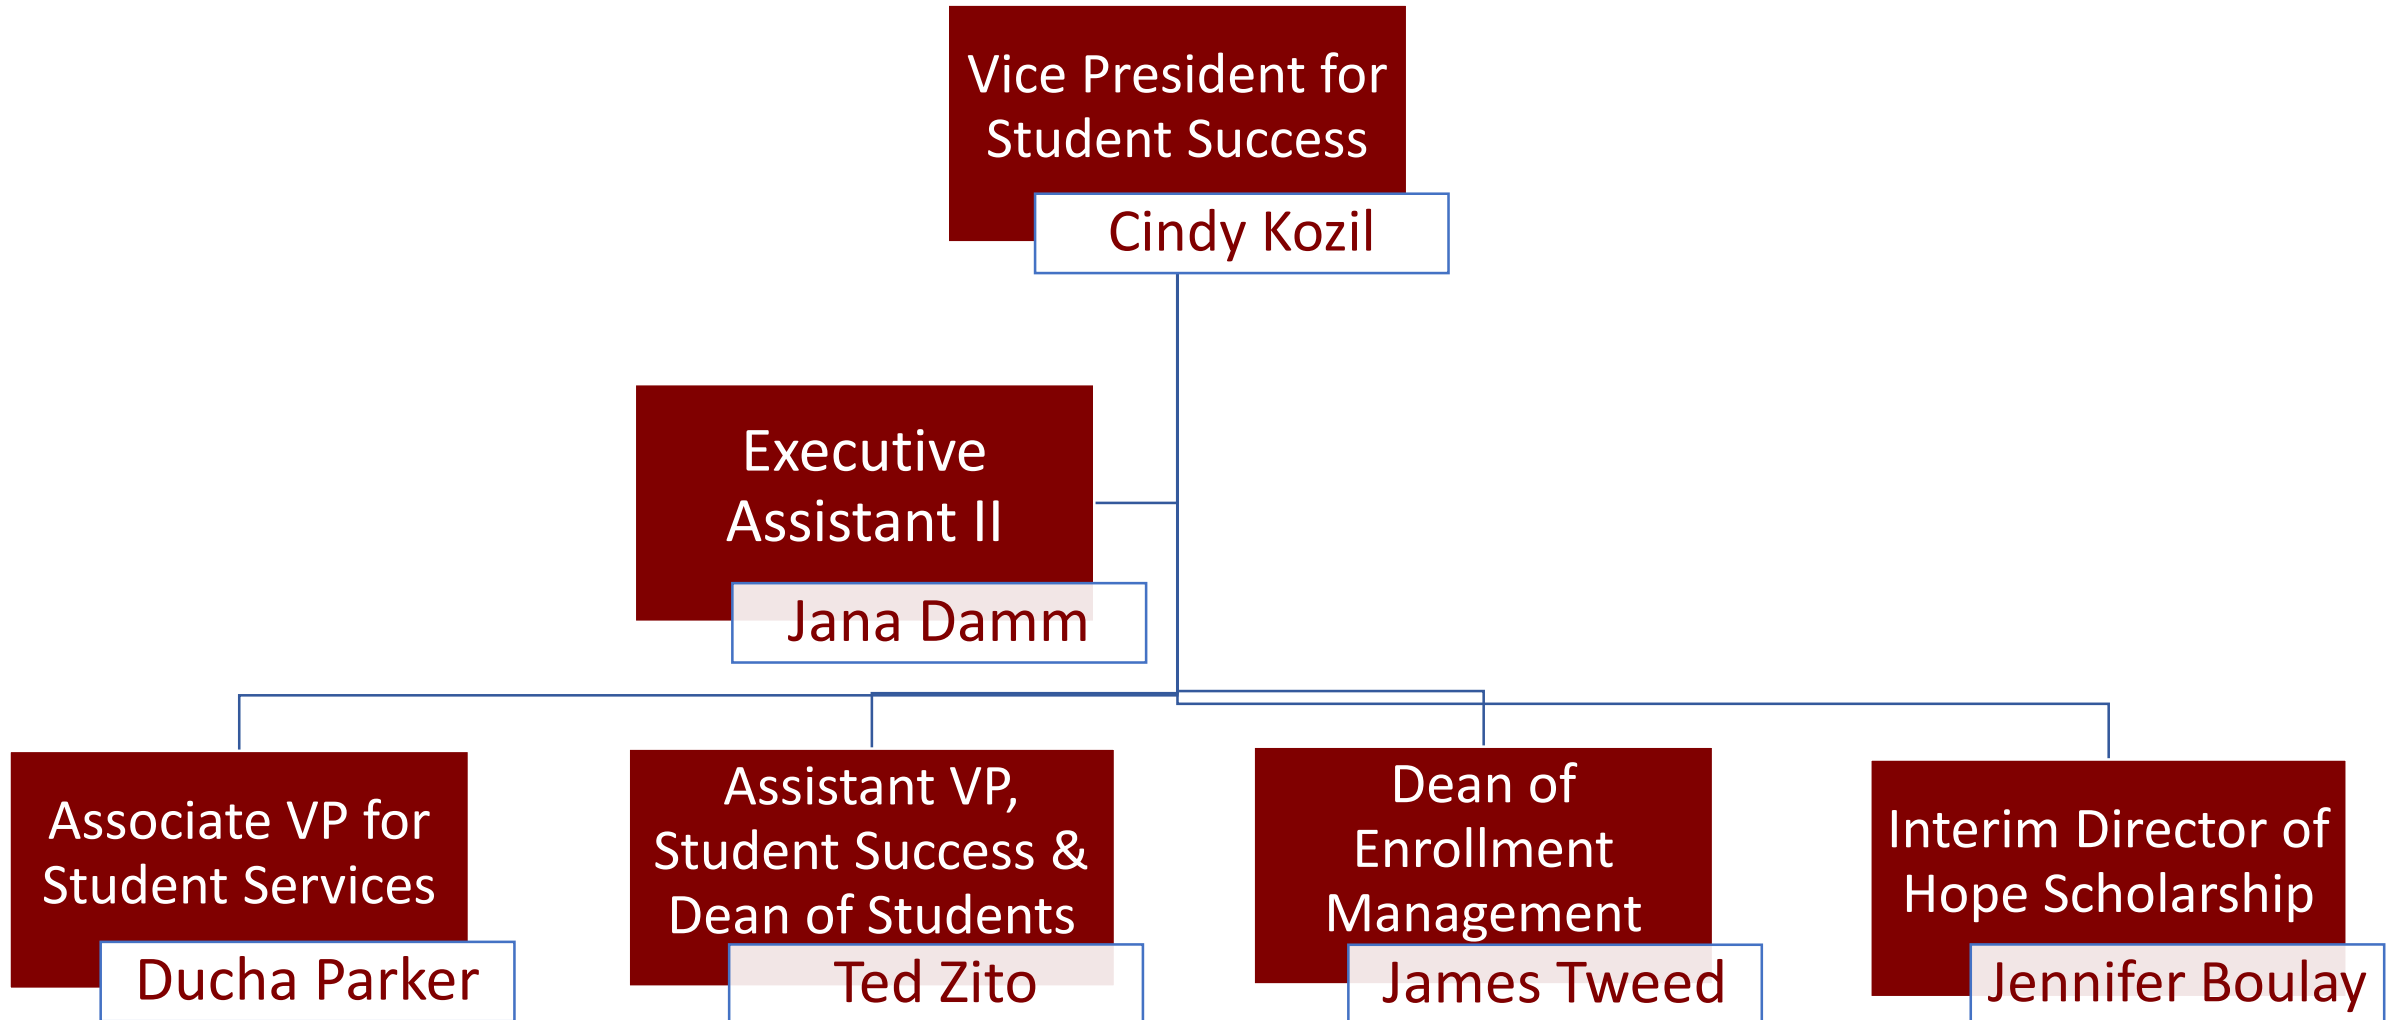 Vice President for
Student Success
Cindy Kozil
Executive
Assistant II
Jana Damm
Associate VP for
Student Services
Ducha Parker
Assistant VP,
Student Success &
Dean of Students
Ted Zito
Dean of
Enrollment
Management
James Tweed
Interim Director of
Hope Scholarship
Jennifer Boulay